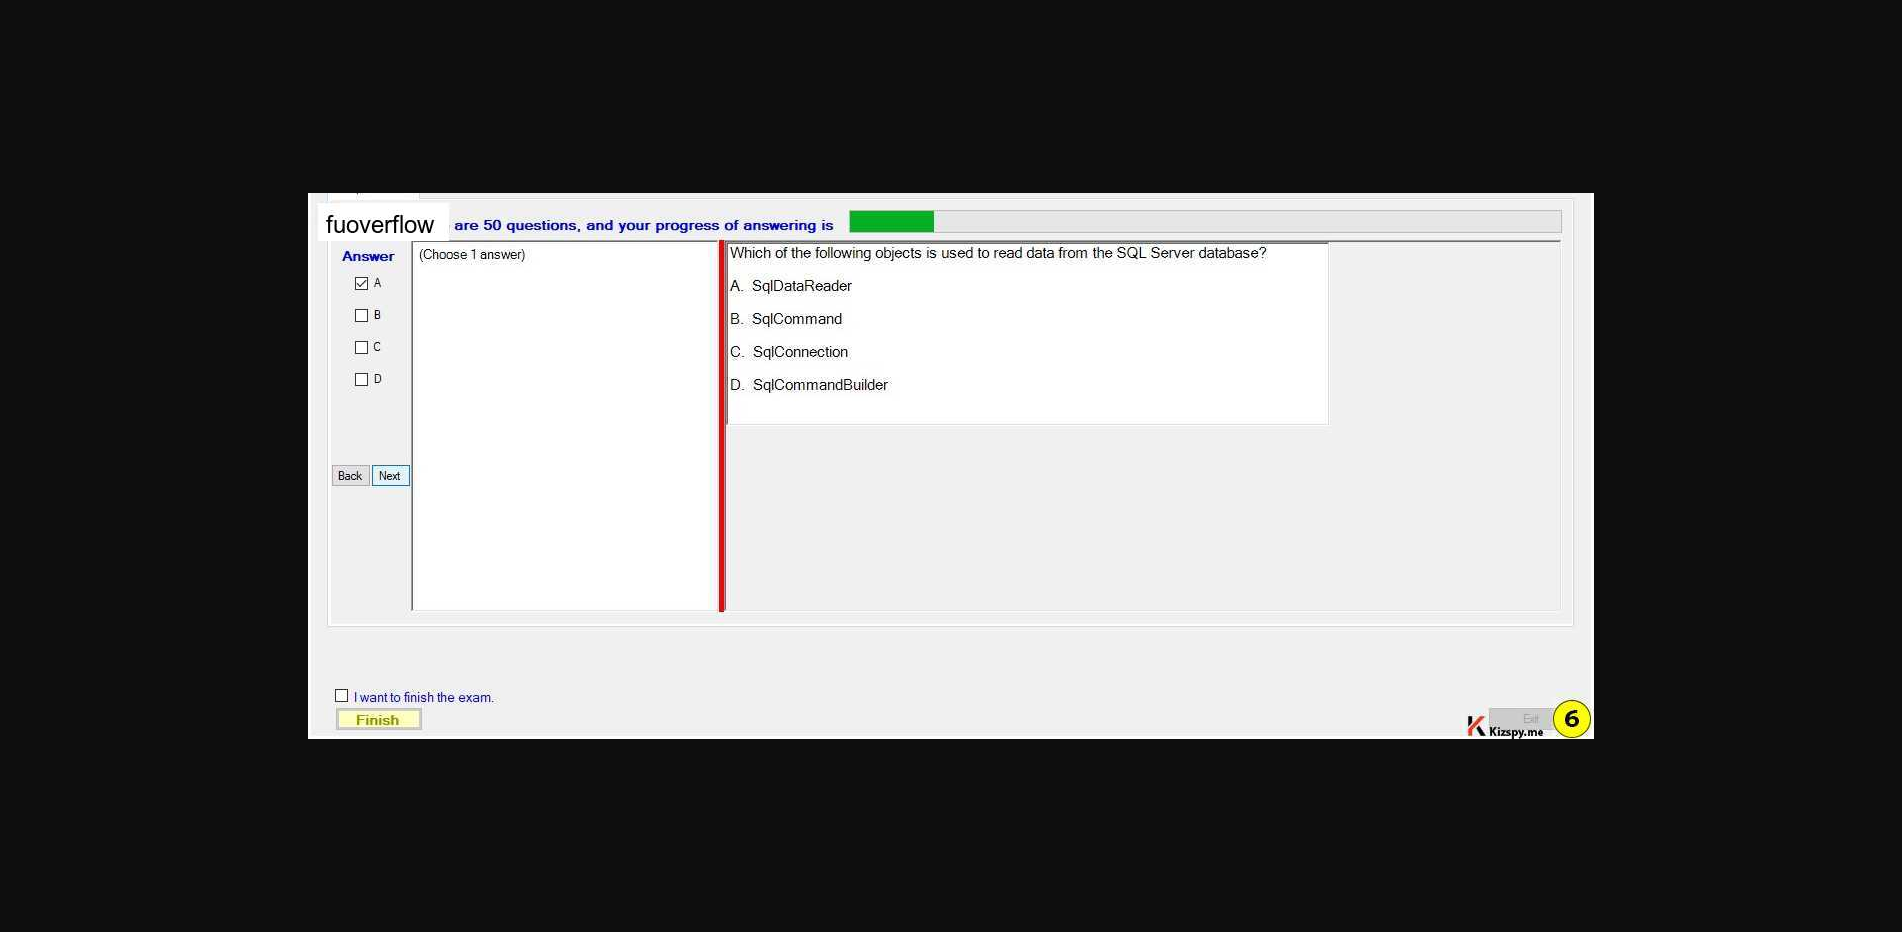 fuoverflow are 50 questions, and your progress of answering is
Answer
A
B
C
D
Back Next
(Choose 1 answer)
Which of the following objects is used to read data from the SQL Server database?
A. SqlDataReader
B. SqlCommand
C. SqlConnection
D. SqlCommandBuilder
I want to finish the exam.
Finish
Exit
Kizspy.me
6